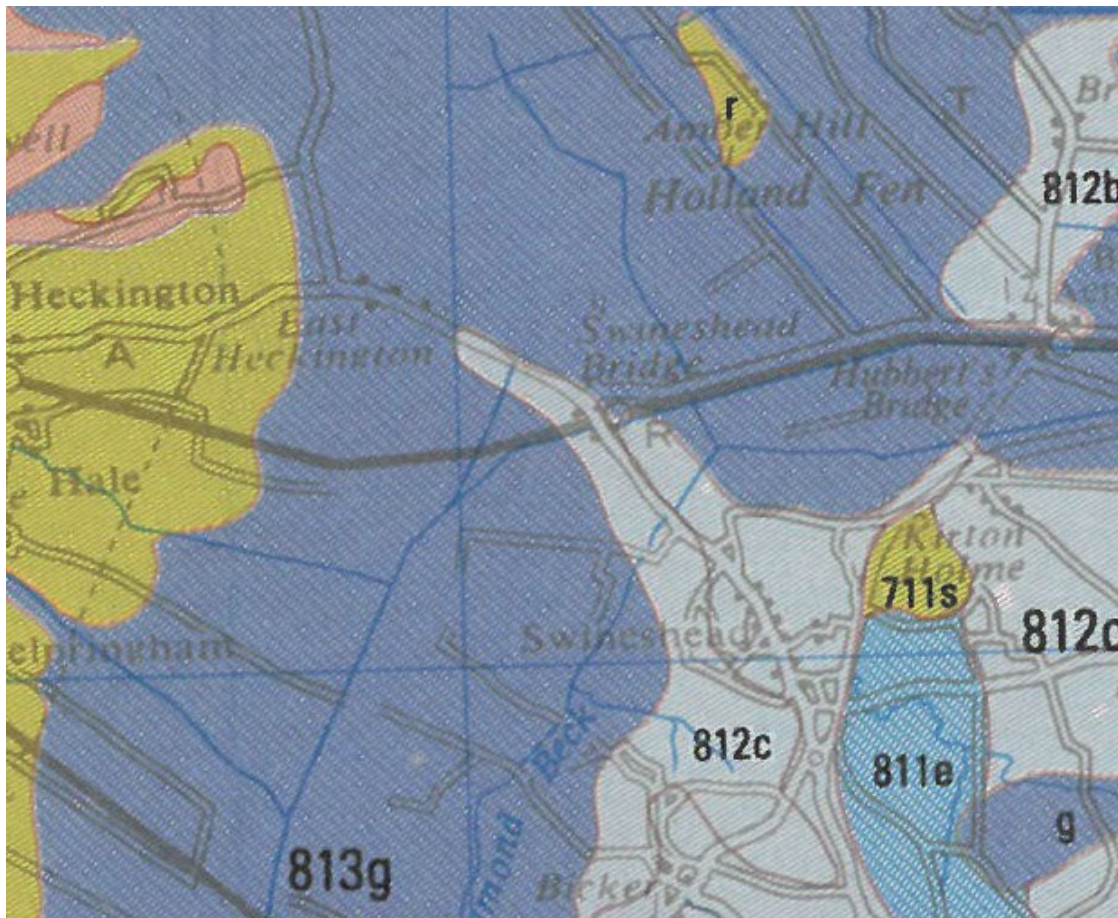 r
Amber Hill
T
Holland Fen
812b
Heckington
East
Heckington
Swineshead
Bridge
A
R
Hubbert's
Bridge
Hale
Kirton
Holme
711s
Swineshead
812c
Beck
812c
811e
g
813g
Bicker